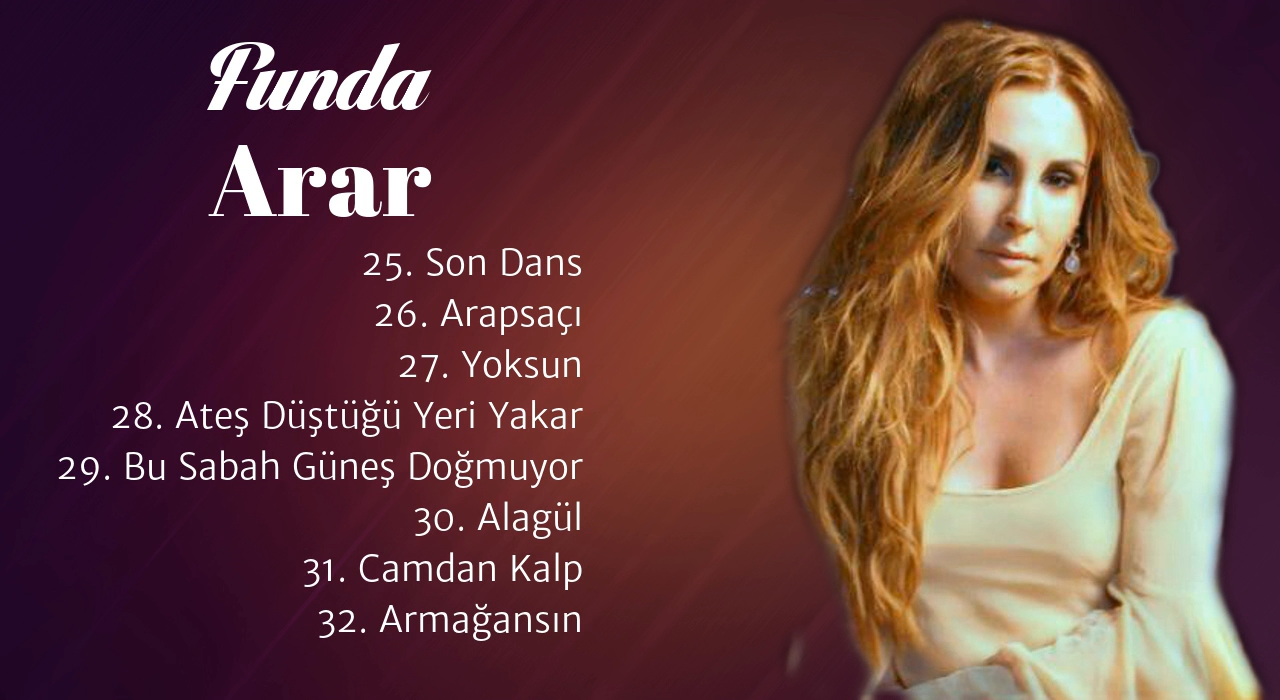 Funda
Arar
25. Son Dans
26. Arapsaçı
27. Yoksun
28. Ateş Düştüğü Yeri Yakar
29. Bu Sabah Güneş Doğmuyor
30. Alagül
31. Camdan Kalp
32. Armağansın